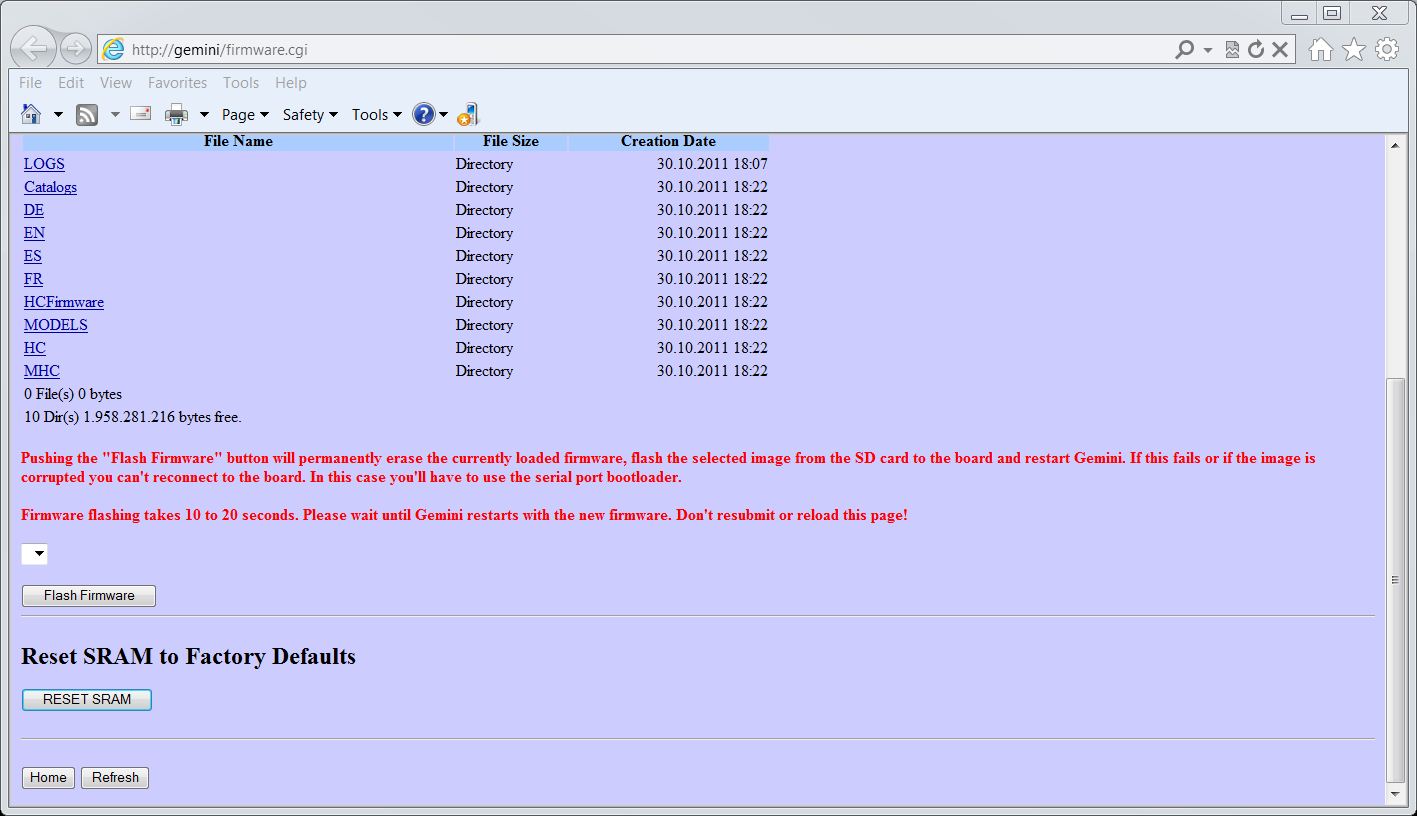 http://gemini/firmware.cgi
File Edit View Favorites Tools Help
Page Safety Tools
File Name File Size Creation Date
LOGS Directory 30.10.2011 18:07
Catalogs Directory 30.10.2011 18:22
DE Directory 30.10.2011 18:22
EN Directory 30.10.2011 18:22
ES Directory 30.10.2011 18:22
FR Directory 30.10.2011 18:22
HCFirmware Directory 30.10.2011 18:22
MODELS Directory 30.10.2011 18:22
HC Directory 30.10.2011 18:22
MHC Directory 30.10.2011 18:22
0 File(s) 0 bytes
10 Dir(s) 1.958.281.216 bytes free.
Pushing the "Flash Firmware" button will permanently erase the currently loaded firmware, flash the selected image from the SD card to the board and restart Gemini. If this fails or if the image is
corrupted you can't reconnect to the board. In this case you'll have to use the serial port bootloader.
Firmware flashing takes 10 to 20 seconds. Please wait until Gemini restarts with the new firmware. Don't resubmit or reload this page!
Flash Firmware
Reset SRAM to Factory Defaults
RESET SRAM
Home Refresh